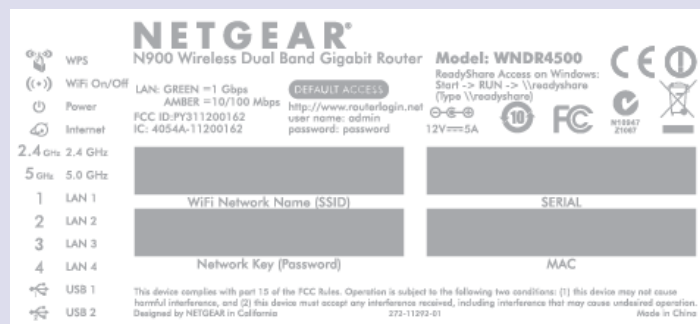 NETGEAR®
N900 Wireless Dual Band Gigabit Router
Model: WNDR4500
WPS
WiFi On/Off
Power
Internet
2.4 GHz 2.4 GHz
5 GHz 5.0 GHz
1 LAN 1
2 LAN 2
3 LAN 3
4 LAN 4
USB 1
USB 2
LAN: GREEN =1 Gbps
AMBER =10/100 Mbps
FCC ID:PY311200162
IC: 4054A-11200162
DEFAULT ACCESS
http://www.routerlogin.net
user name: admin
password: password
ReadyShare Access on Windows:
Start -> RUN -> \\readyshare
(Type \\readyshare)
12V⎓5A
10
FC
CE
N10947
Z1067
WiFi Network Name (SSID)
SERIAL
Network Key (Password)
MAC
This device complies with part 15 of the FCC Rules. Operation is subject to the following two conditions: (1) this device may not cause
harmful interference, and (2) this device must accept any interference received, including interference that may cause undesired operation.
Designed by NETGEAR in California
272-11292-01
Made in China